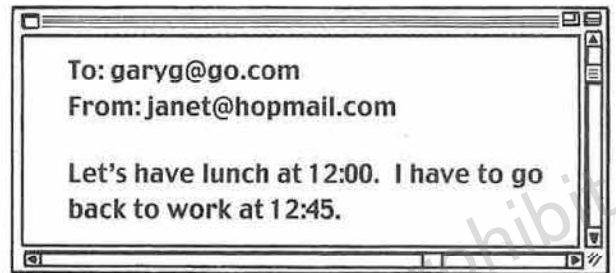 To: garyg@go.com
From: janet@hopmail.com
Let's have lunch at 12:00. I have to go
back to work at 12:45.